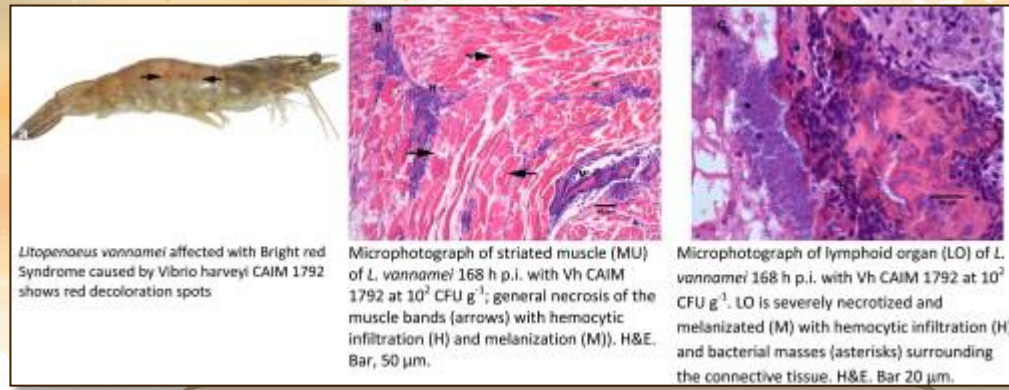 Litopenaeus vannamei affected with Bright red
Syndrome caused by Vibrio harveyi CAIM 1792
shows red decoloration spots
Microphotograph of striated muscle (MU)
of L. vannamei 168 h p.i. with Vh CAIM
1792 at 10² CFU g⁻¹; general necrosis of the
muscle bands (arrows) with hemocytic
infiltration (H) and melanization (M)). H&E.
Bar, 50 µm.
Microphotograph of lymphoid organ (LO) of L.
vannamei 168 h p.i. with Vh CAIM 1792 at 10²
CFU g⁻¹. LO is severely necrotized and
melanizated (M) with hemocytic infiltration (H)
and bacterial masses (asterisks) surrounding
the connective tissue. H&E. Bar 20 µm.